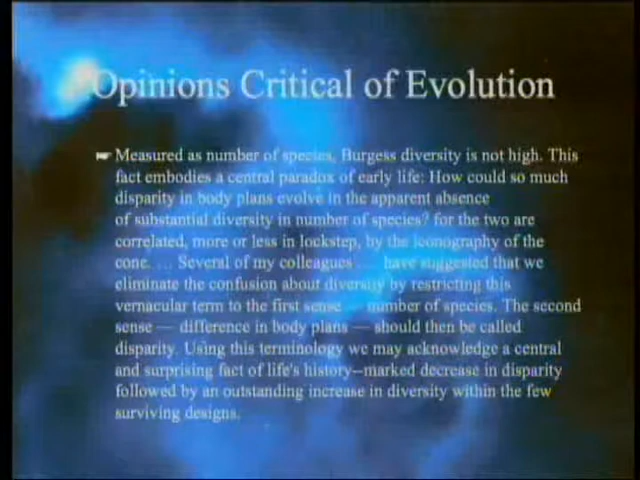 Opinions Critical of Evolution
Measured as number of species, Burgess diversity is not high. This
fact embodies a central paradox of early life: How could so much
disparity in body plans evolve in the apparent absence
of substantial diversity in number of species? for the two are
correlated, more or less in lockstep, by the iconography of the
cone. ... Several of my colleagues ... have suggested that we
eliminate the confusion about diversity by restricting this
vernacular term to the first sense — number of species. The second
sense — difference in body plans — should then be called
disparity. Using this terminology we may acknowledge a central
and surprising fact of life's history--marked decrease in disparity
followed by an outstanding increase in diversity within the few
surviving designs.